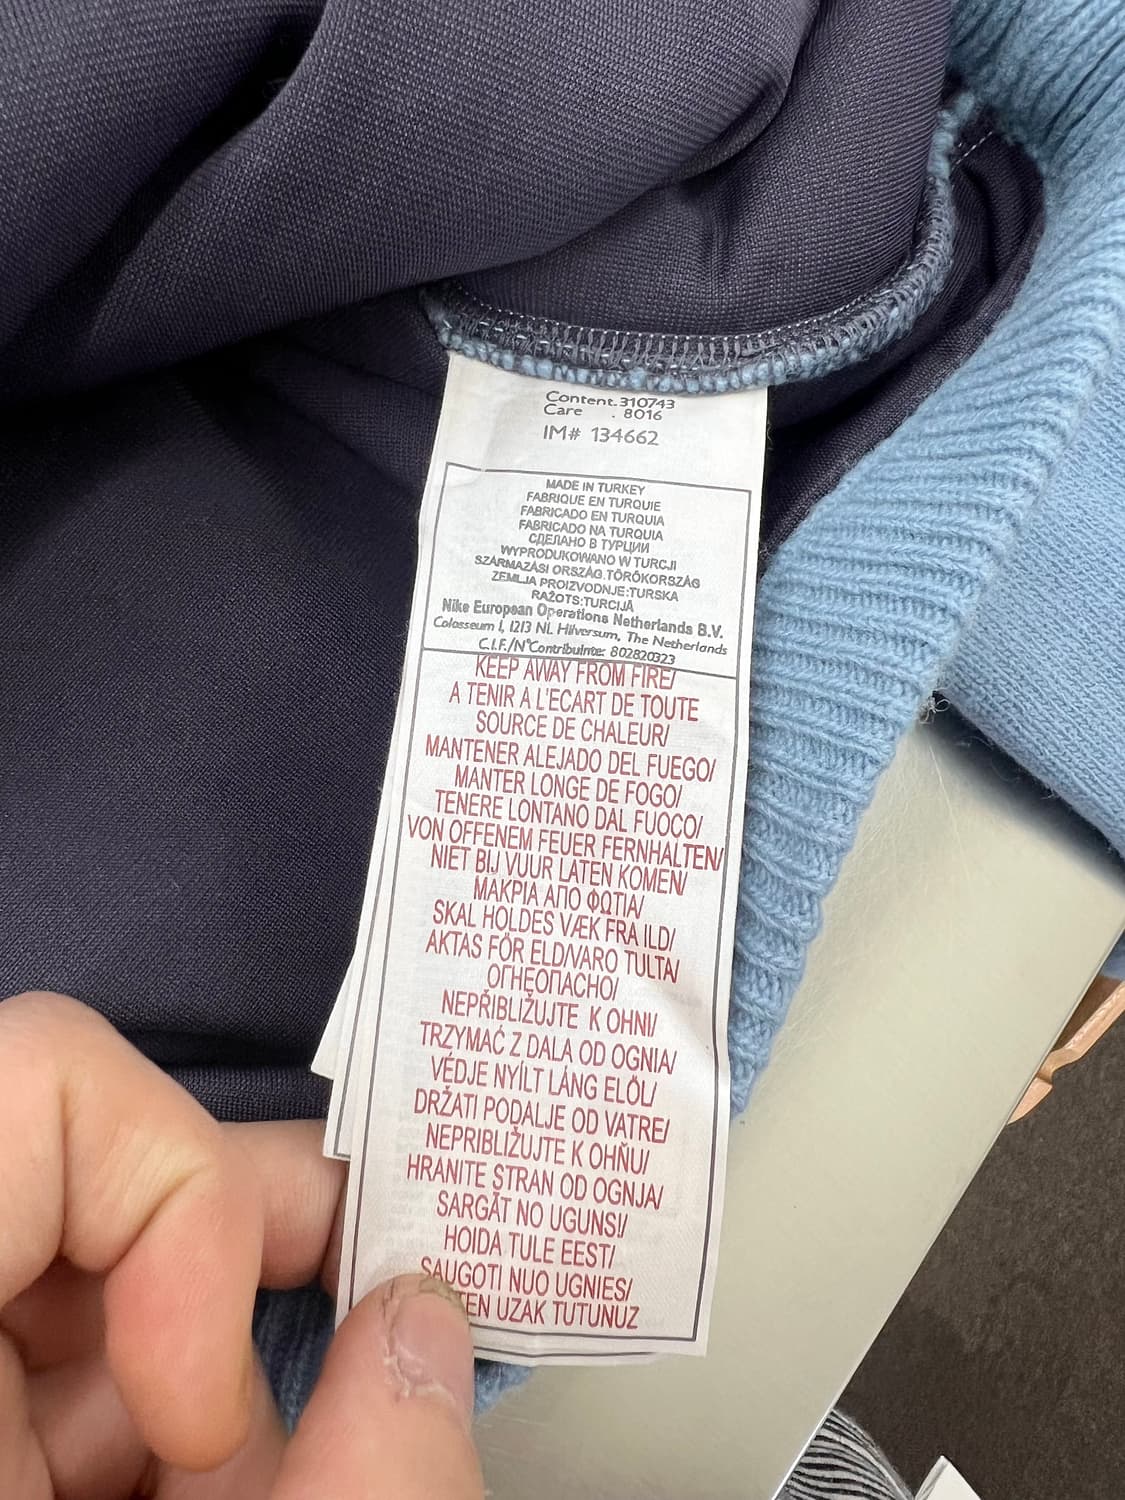 Content.310743
Care . 8016
IM# 134662
MADE IN TURKEY
FABRIQUE EN TURQUIE
FABRICADO EN TURQUIA
FABRICADO NA TURQUIA
СДЕЛАНО В ТУРЦИИ
WYPRODUKOWANO W TURCJI
SZÁRMAZÁSI ORSZÁG.TÖRÖKORSZÁG
ZEMLJA PROIZVODNJE:TURSKA
RAŽOTS:TURCIJĀ
Nike European Operations Netherlands B.V.
Colosseum 1, 1213 NL Hilversum, The Netherlands
C.I.F./N°Contribuinte: 802820323
KEEP AWAY FROM FIRE/
A TENIR A L'ECART DE TOUTE
SOURCE DE CHALEUR/
MANTENER ALEJADO DEL FUEGO/
MANTER LONGE DE FOGO/
TENERE LONTANO DAL FUOCO/
VON OFFENEM FEUER FERNHALTEN/
NIET BIJ VUUR LATEN KOMEN/
ΜΑΚΡΙΑ ΑΠΟ ΦΩΤΙΑ/
SKAL HOLDES VÆK FRA ILD/
AKTAS FÖR ELD/VARO TULTA/
ОГНЕОПАСНО/
NEPŘIBLIŽUJTE K OHNI/
TRZYMAĆ Z DALA OD OGNIA/
VÉDJE NYÍLT LÁNG ELÖL/
DRŽATI PODALJE OD VATRE/
NEPRIBLIŽUJTE K OHŇU/
HRANITE STRAN OD OGNJA/
SARGĀT NO UGUNS!/
HOIDA TULE EEST/
SAUGOTI NUO UGNIES/
TEN UZAK TUTUNUZ